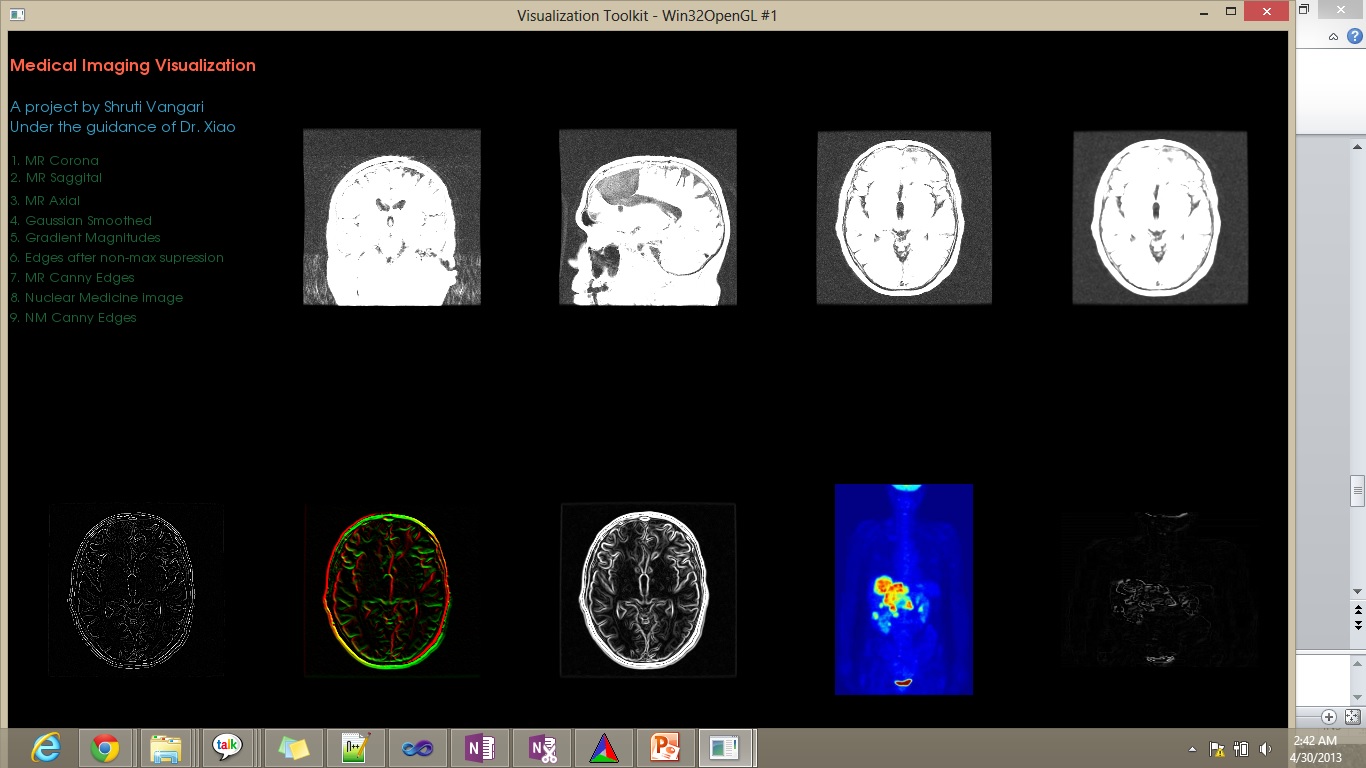 Visualization Toolkit - Win32OpenGL #1
Medical Imaging Visualization
A project by Shruti Vangari
Under the guidance of Dr. Xiao
1. MR Corona
2. MR Saggital
3. MR Axial
4. Gaussian Smoothed
5. Gradient Magnitudes
6. Edges after non-max supression
7. MR Canny Edges
8. Nuclear Medicine Image
9. NM Canny Edges
talk
2:42 AM
4/30/2013